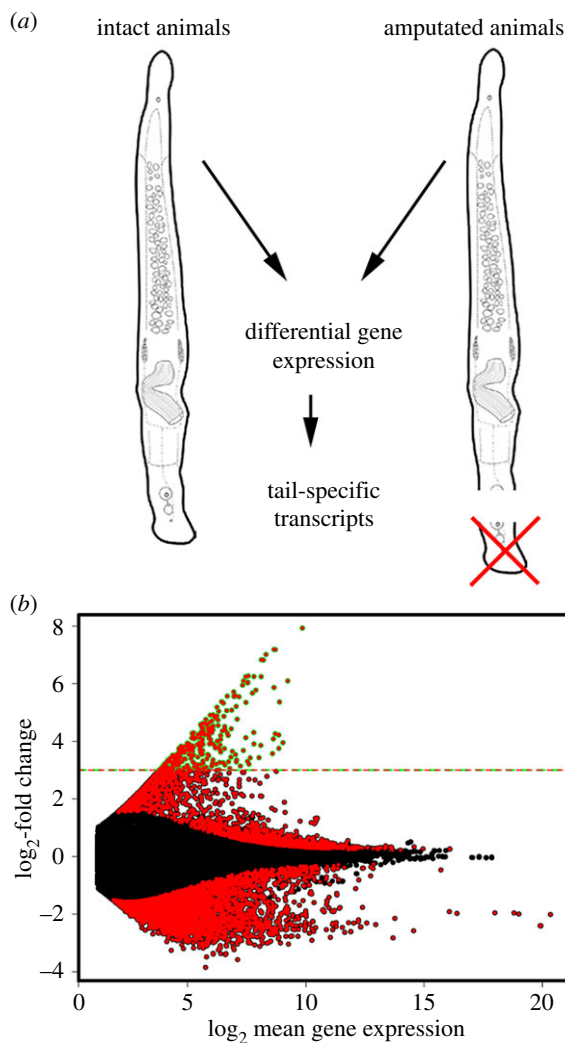 (a)
intact animals
amputated animals
differential gene
expression
tail-specific
transcripts
(b)
8
6
4
2
0
−2
−4
log2-fold change
0
5
10
15
20
log2 mean gene expression